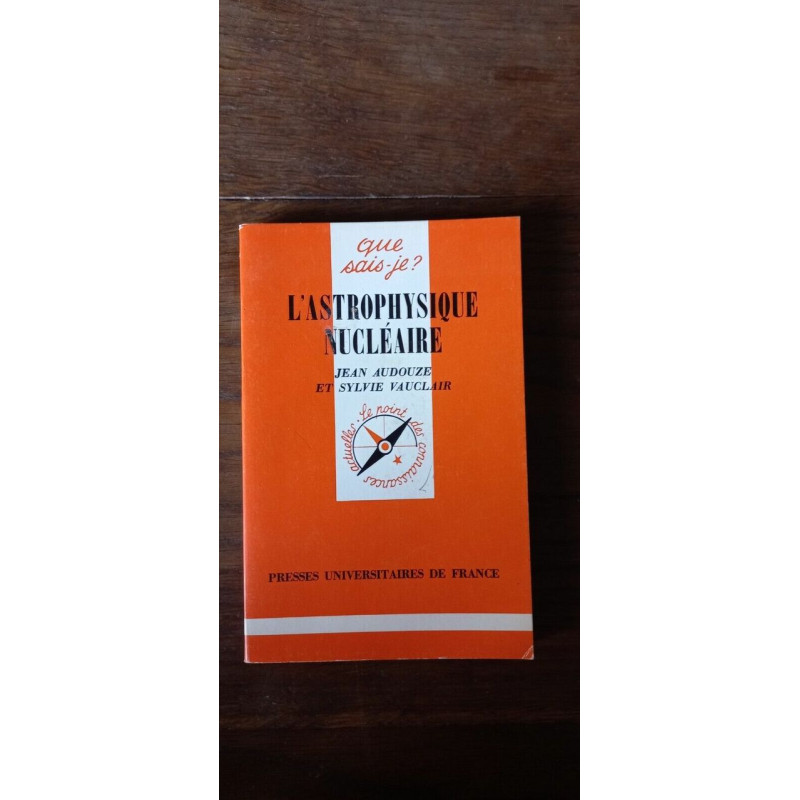 que
sais-je?
L'ASTROPHYSIQUE
NUCLÉAIRE
JEAN AUDOUZE
ET SYLVIE VAUCLAIR
Le point des connaissances actuelles
PRESSES UNIVERSITAIRES DE FRANCE